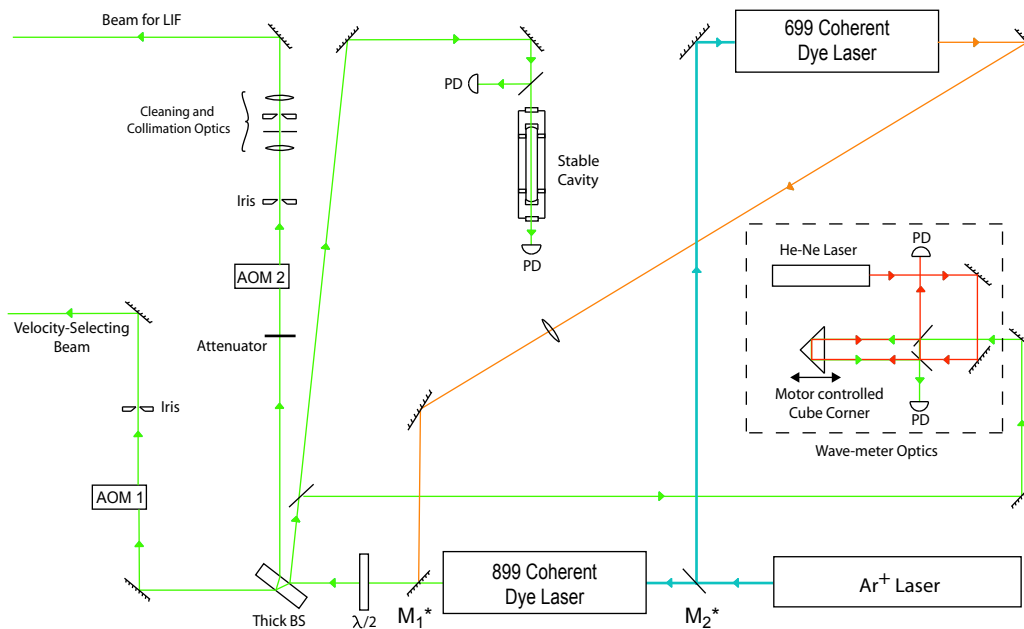 Beam for LIF
699 Coherent
Dye Laser
PD
Cleaning and
Collimation Optics
Stable
Cavity
Iris
PD
AOM 2
PD
He-Ne Laser
Velocity-Selecting
Beam
Attenuator
Motor controlled
Cube Corner
PD
Iris
Wave-meter Optics
AOM 1
899 Coherent
Dye Laser
Ar+ Laser
Thick BS
λ/2
M1*
M2*